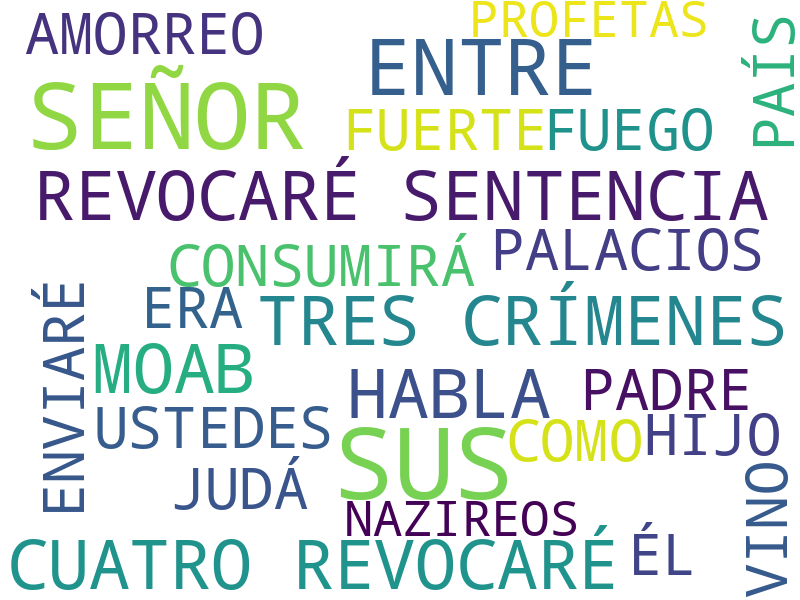 PROFETAS
AMORREO
ENTRE
PAÍS
SEÑOR
FUERTE
FUEGO
REVOCARÉ SENTENCIA
PALACIOS
CONSUMIRÁ
ERA
TRES CRÍMENES
ENVIARÉ
MOAB
HABLA
PADRE
USTEDES
SUS
COMO
HIJO
JUDÁ
VINO
NAZIREOS
CUATRO REVOCARÉ
ÉL